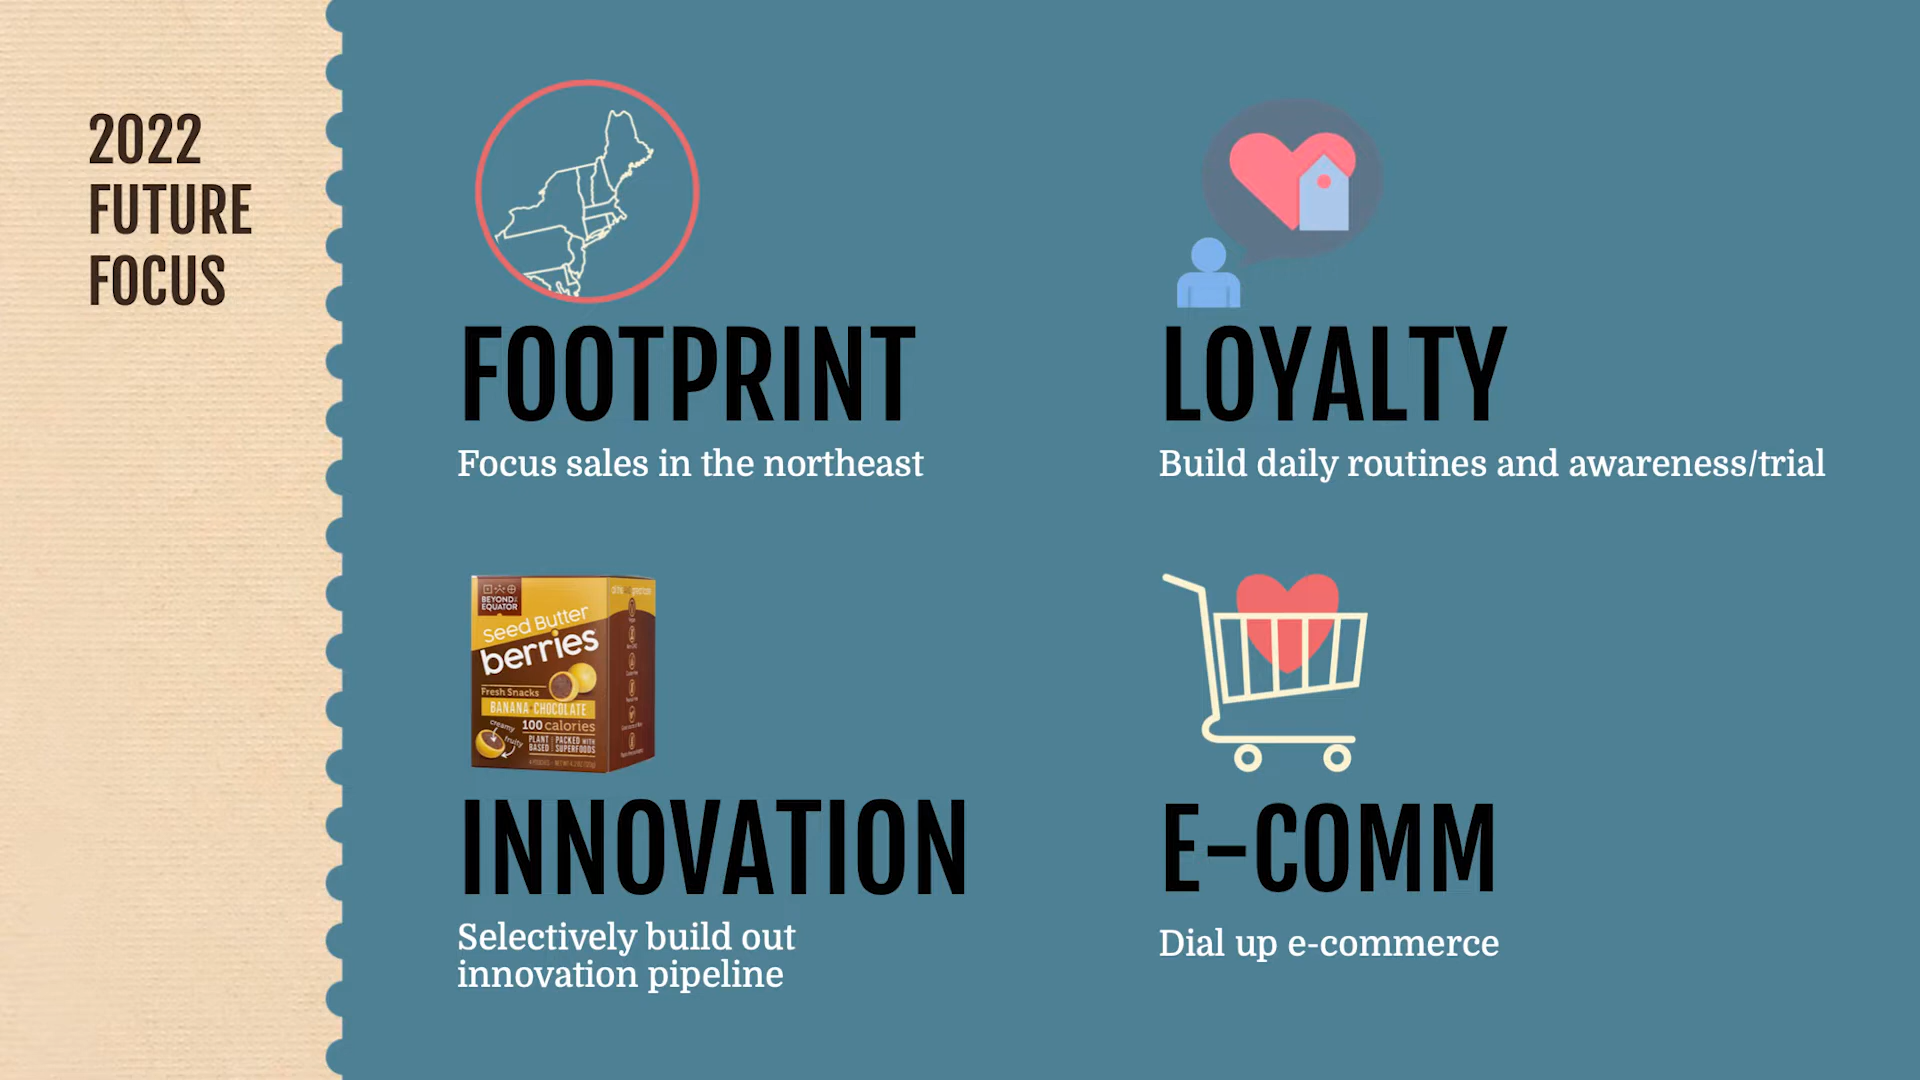 2022
FUTURE
FOCUS
FOOTPRINT
Focus sales in the northeast
LOYALTY
Build daily routines and awareness/trial
BEYOND THE
EQUATOR
Seed Butter
berries
Fresh Snacks
BANANA CHOCOLATE
100 calories
creamy
fruity
PLANT
BASED
PACKED WITH
SUPERFOODS
INNOVATION
Selectively build out
innovation pipeline
E-COMM
Dial up e-commerce